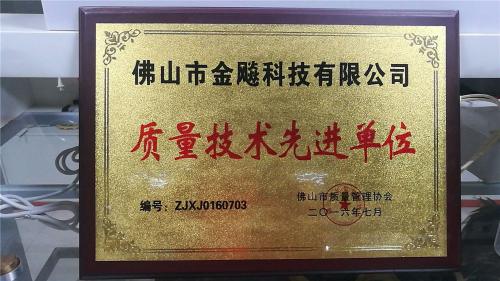 佛山市金飚科技有限公司
质量技术先进单位
编号：ZJXJ0160703
佛山市质量管理协会
二〇一六年七月